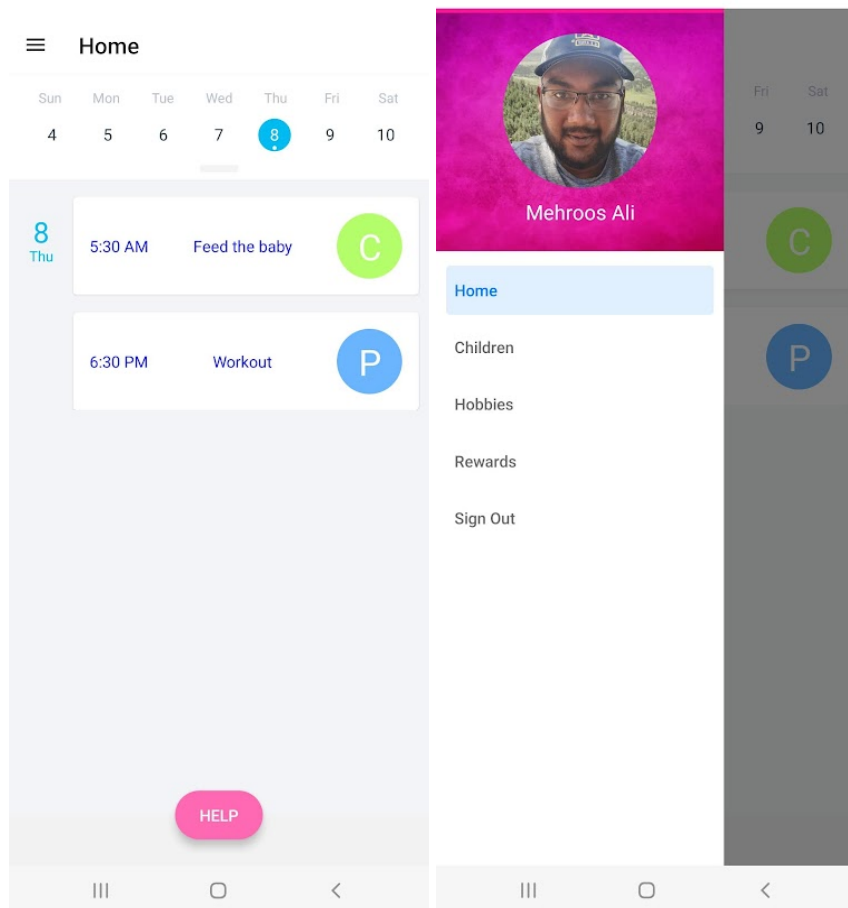 Home
Sun Mon Tue Wed Thu Fri Sat
4 5 6 7 8 9 10
8
Thu
5:30 AM Feed the baby C
6:30 PM Workout P
HELP
Mehroos Ali
Home
Children
Hobbies
Rewards
Sign Out
Fri Sat
9 10
C
P